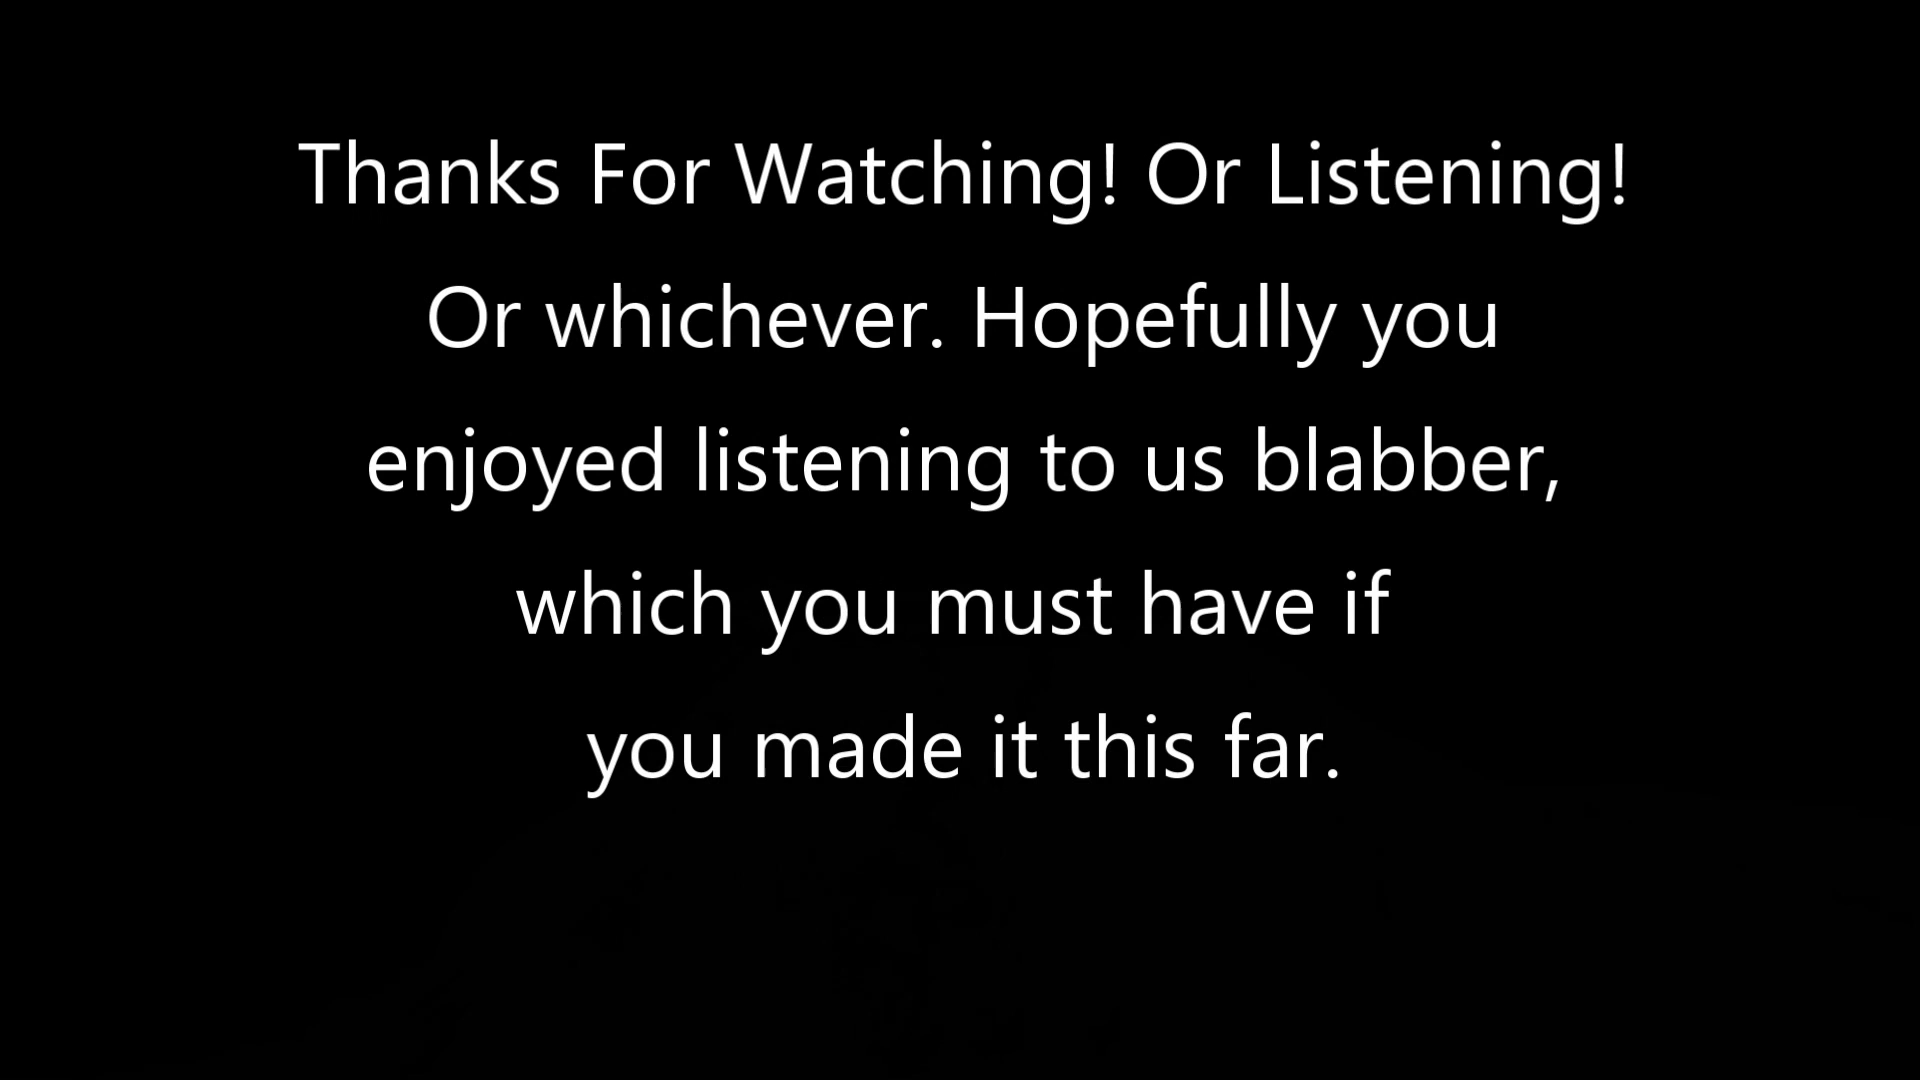 Thanks For Watching! Or Listening!
Or whichever. Hopefully you
enjoyed listening to us blabber,
which you must have if
you made it this far.